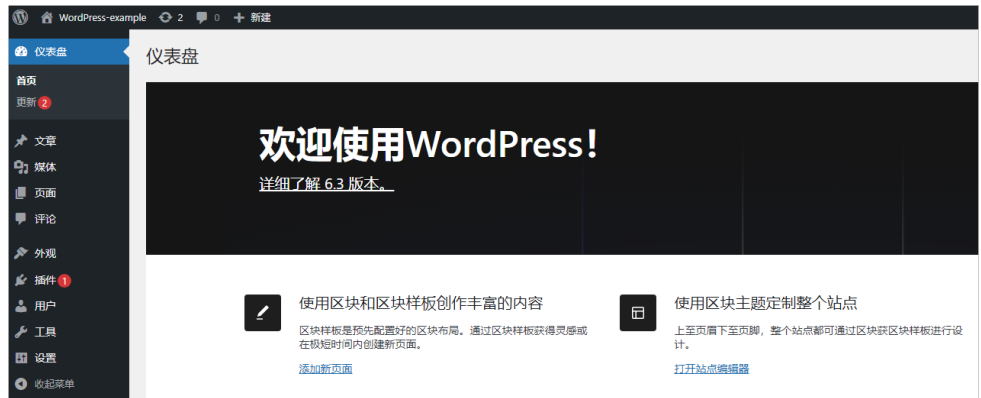 WordPress-example 2 0 新建
仪表盘
首页
更新 2
文章
媒体
页面
评论
外观
插件 1
用户
工具
设置
收起菜单
仪表盘
欢迎使用WordPress！
详细了解 6.3 版本。
使用区块和区块样板创作丰富的内容
区块样板是预先配置好的区块布局。通过区块样板获得灵感或
在极短时间内创建新页面。
添加新页面
使用区块主题定制整个站点
上至页眉下至页脚，整个站点都可通过区块获区块样板进行设
计。
打开站点编辑器